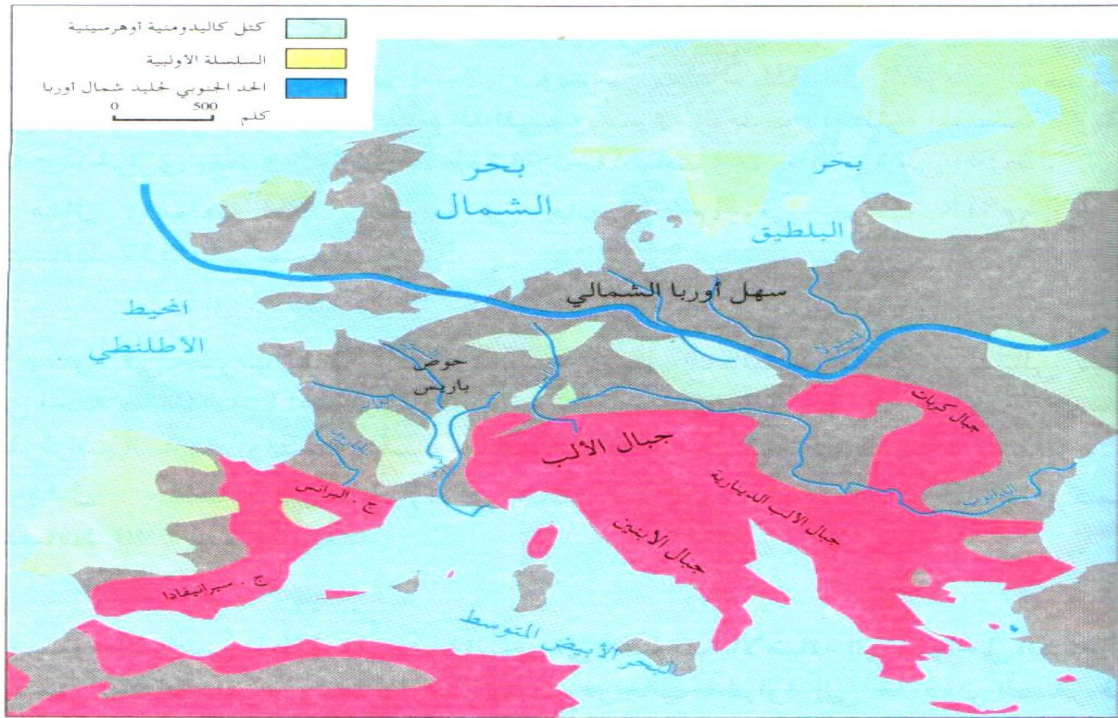 كتل كاليدومنية أوهرسينية
السلسلة الأولبية
الحد الجنوبي لجليد شمال أوربا
0 500
كلم
بحر
الشمال
بحر
البلطيق
سهل أوربا الشمالي
المحيط
الأطلنطي
حوض
باريس
جبال كربات
جبال الألب
ج . البرانس
جبال الألب الدينارية
الدانوب
جبال الأبنين
ج . سيرانيفادا
البحر الأبيض المتوسط